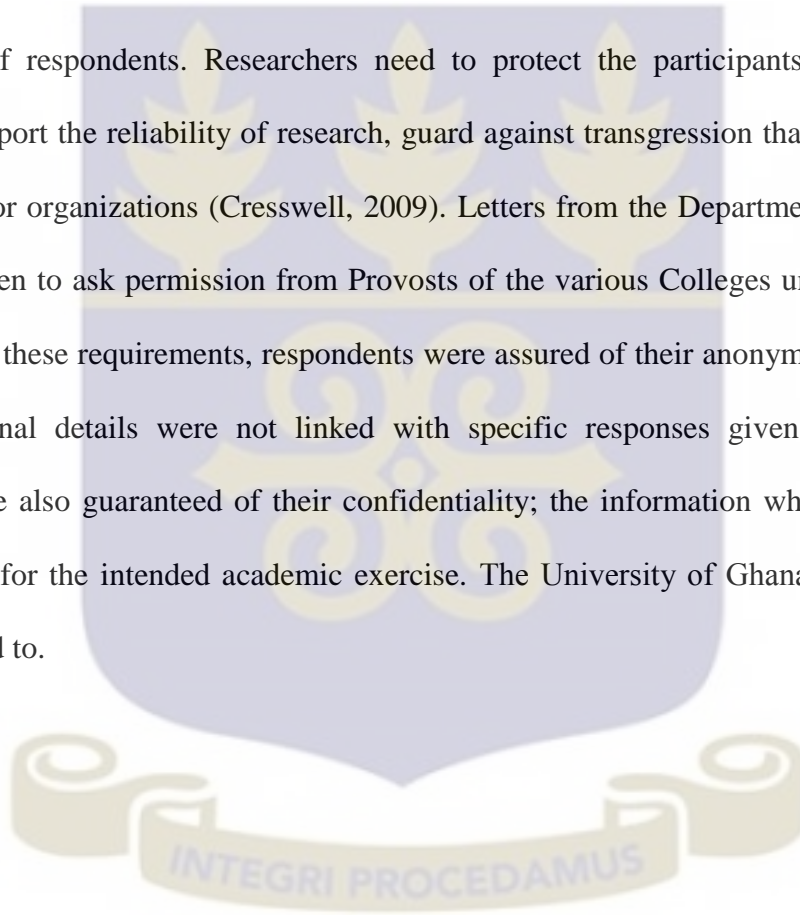 f respondents. Researchers need to protect the participants
port the reliability of research, guard against transgression tha
or organizations (Cresswell, 2009). Letters from the Departme
en to ask permission from Provosts of the various Colleges u
these requirements, respondents were assured of their anonym
nal details were not linked with specific responses given
e also guaranteed of their confidentiality; the information wh
for the intended academic exercise. The University of Ghana
d to.
INTEGRI PROCEDAMUS